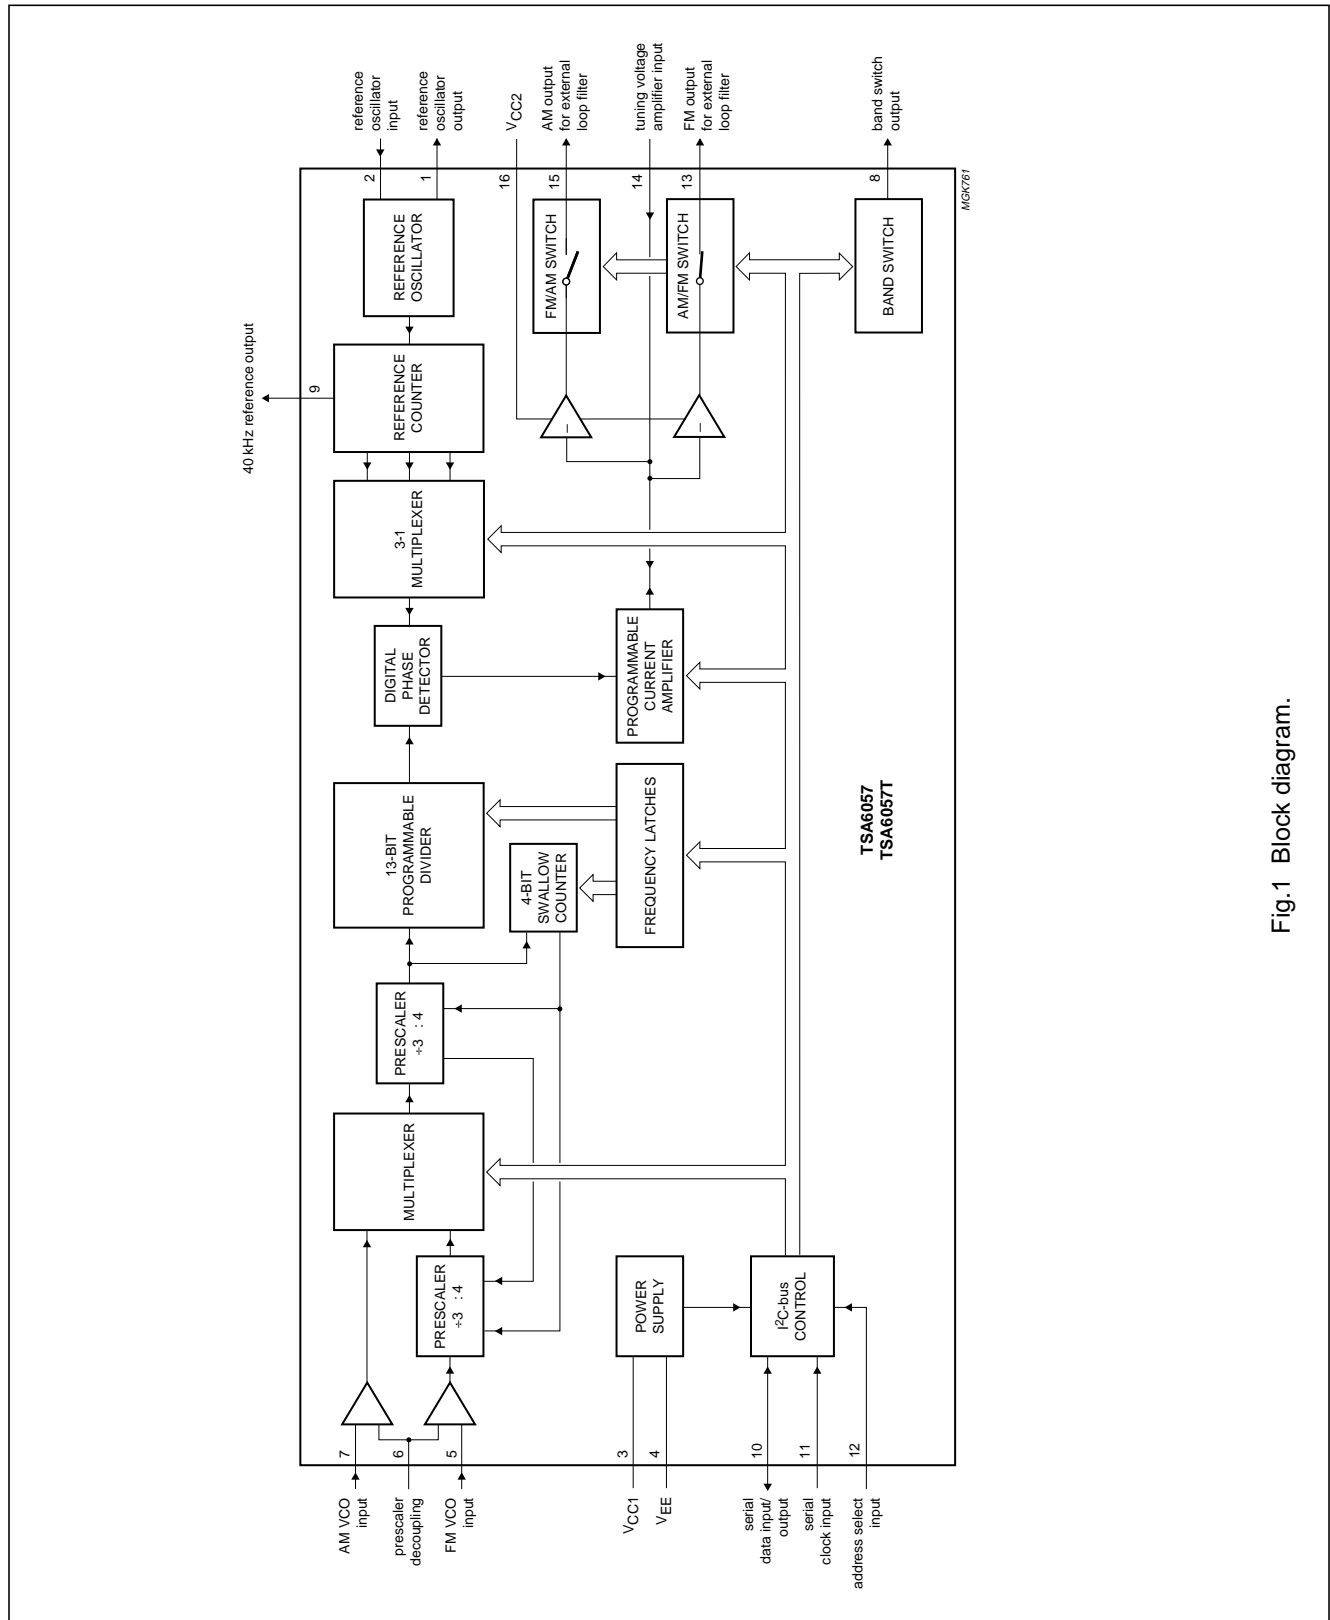 AM VCO
input
prescaler
decoupling
FM VCO
input
VCC1
VEE
serial
data input/
output
serial
clock input
address select
input
7
6
5
3
4
10
11
12
PRESCALER
÷3 : 4
POWER
SUPPLY
I²C-bus
CONTROL
MULTIPLEXER
PRESCALER
÷3 : 4
13-BIT
PROGRAMMABLE
DIVIDER
4-BIT
SWALLOW
COUNTER
FREQUENCY LATCHES
DIGITAL
PHASE
DETECTOR
PROGRAMMABLE
CURRENT
AMPLIFIER
3-1
MULTIPLEXER
REFERENCE
COUNTER
REFERENCE
OSCILLATOR
–
–
FM/AM SWITCH
AM/FM SWITCH
BAND SWITCH
TSA6057
TSA6057T
9
40 kHz reference output
2
1
16
15
14
13
8
reference
oscillator
input
reference
oscillator
output
VCC2
AM output
for external
loop filter
tuning voltage
amplifier input
FM output
for external
loop filter
band switch
output
MGK761
Fig.1 Block diagram.